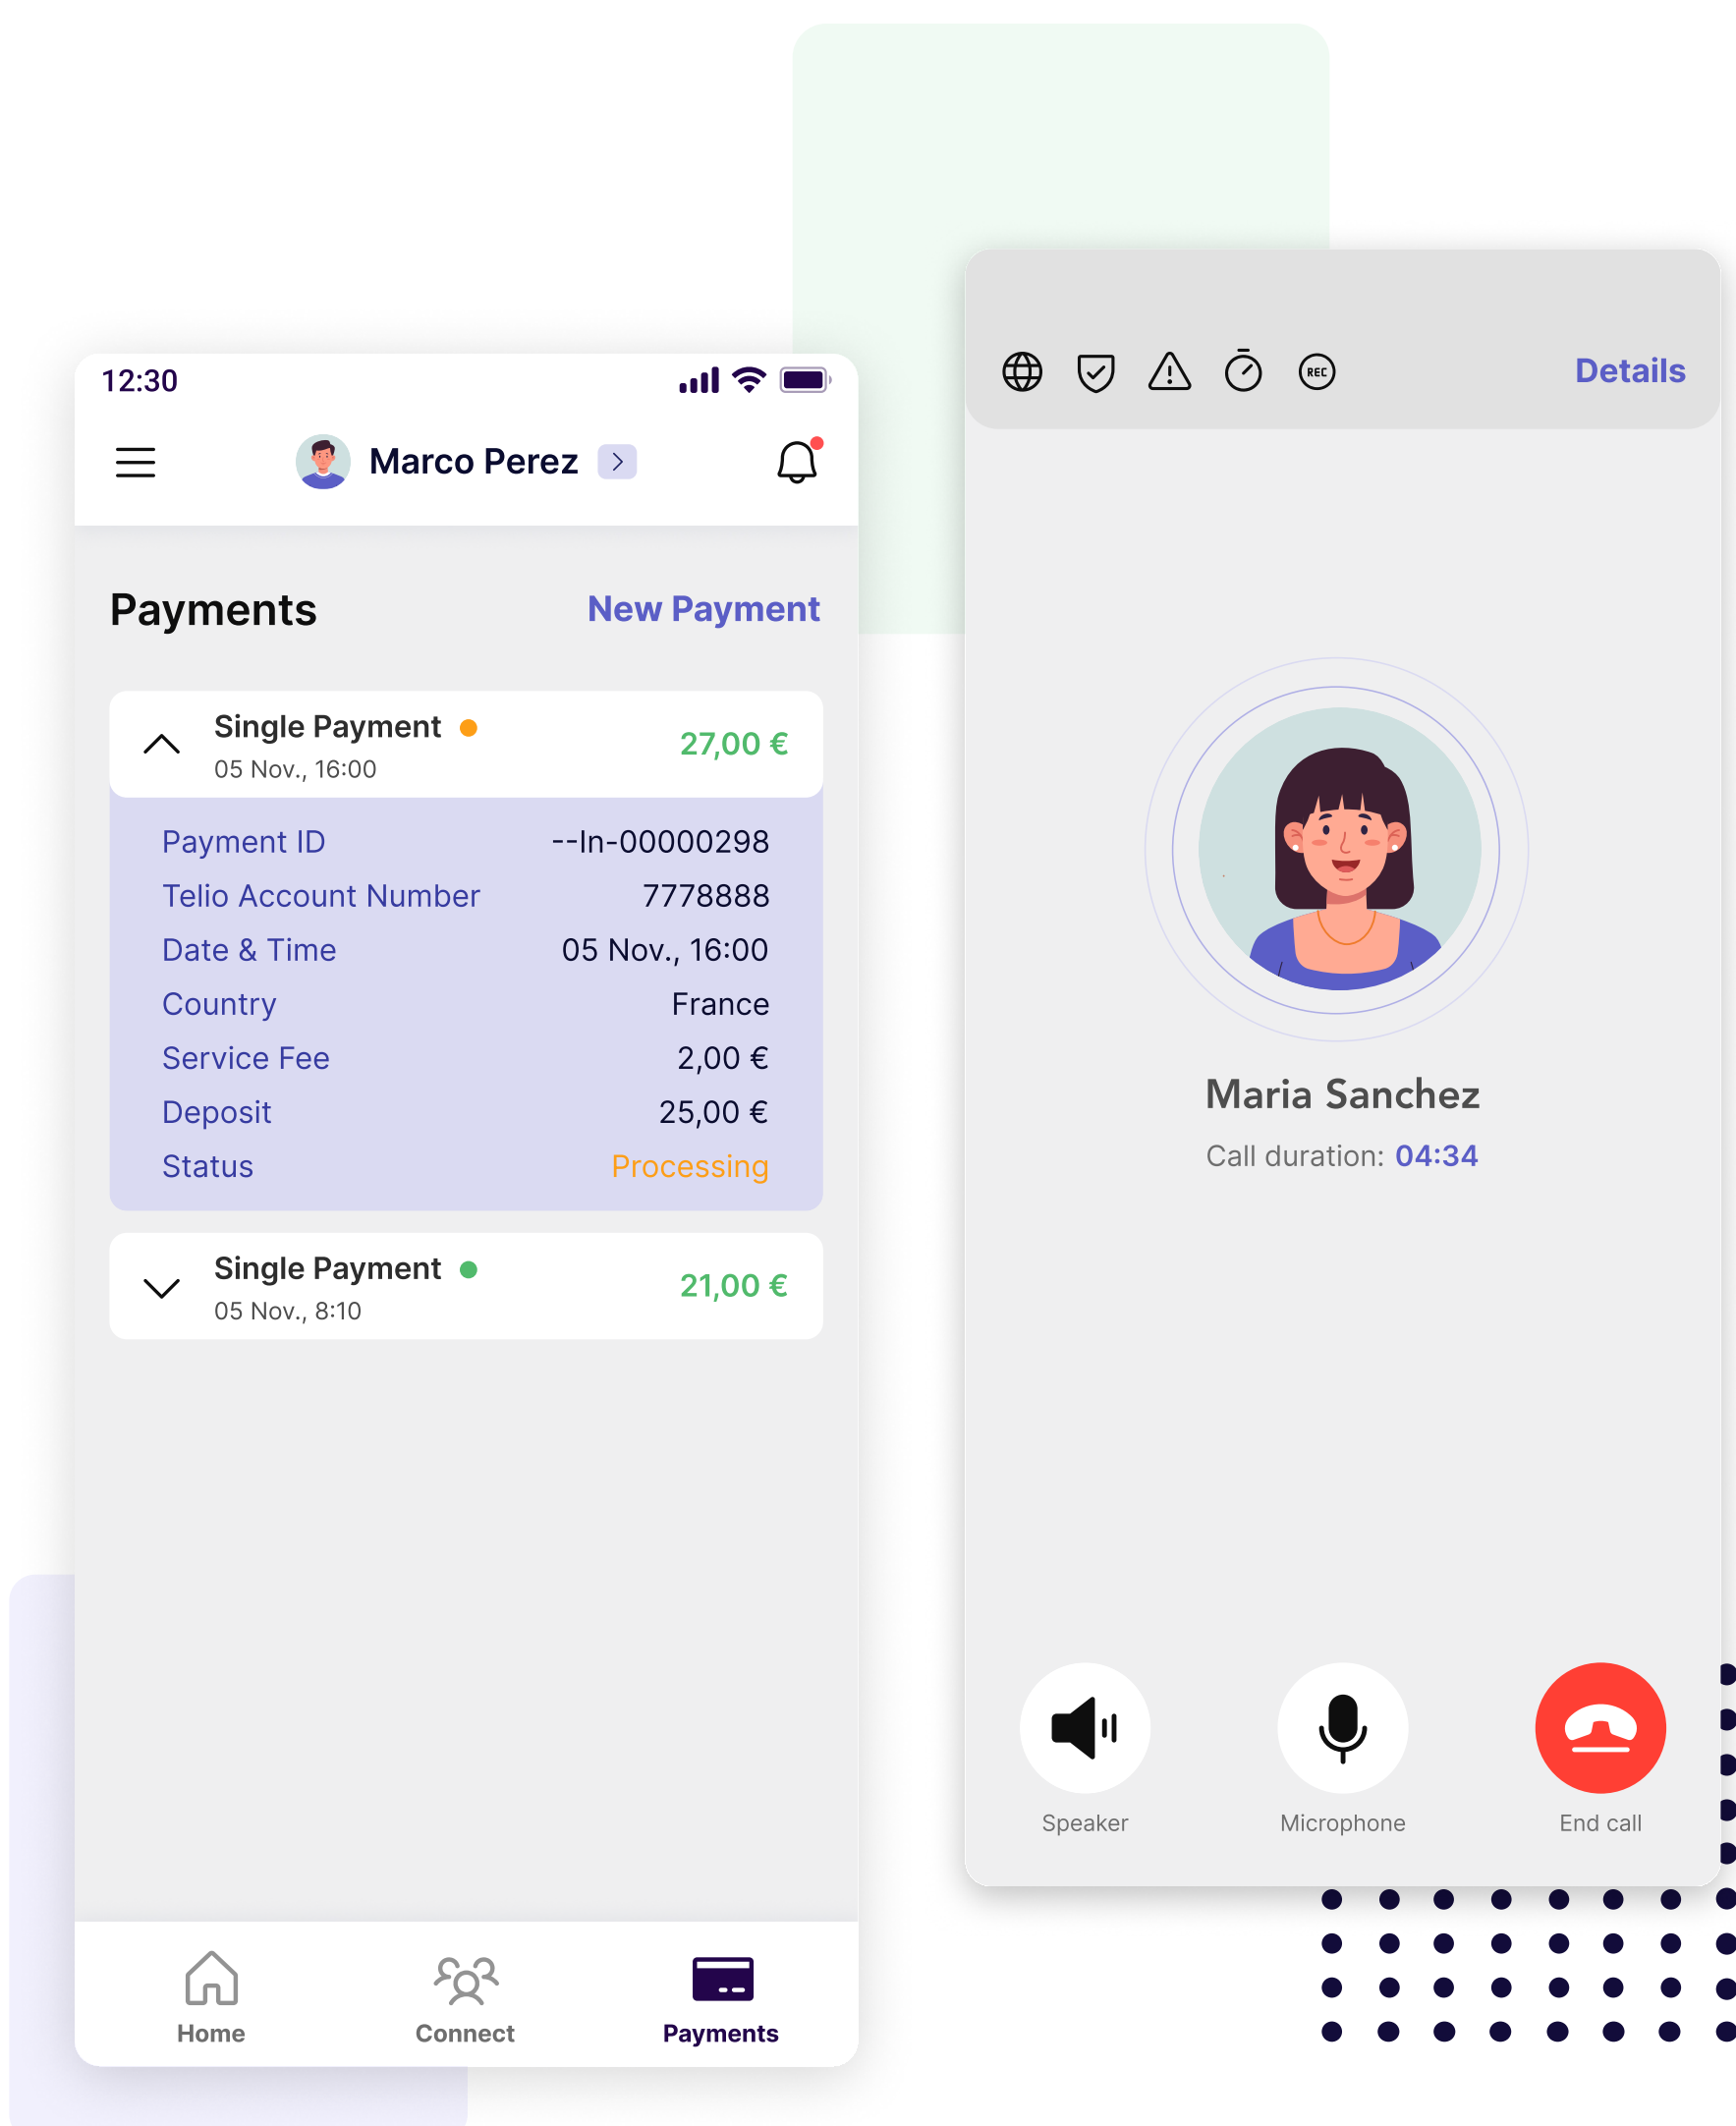 12:30
Marco Perez
Payments
New Payment
Single Payment
27,00 €
05 Nov., 16:00
Payment ID --In-00000298
Telio Account Number 7778888
Date & Time 05 Nov., 16:00
Country France
Service Fee 2,00 €
Deposit 25,00 €
Status Processing
Single Payment
21,00 €
05 Nov., 8:10
Home
Connect
Payments
REC
Details
Maria Sanchez
Call duration: 04:34
Speaker
Microphone
End call